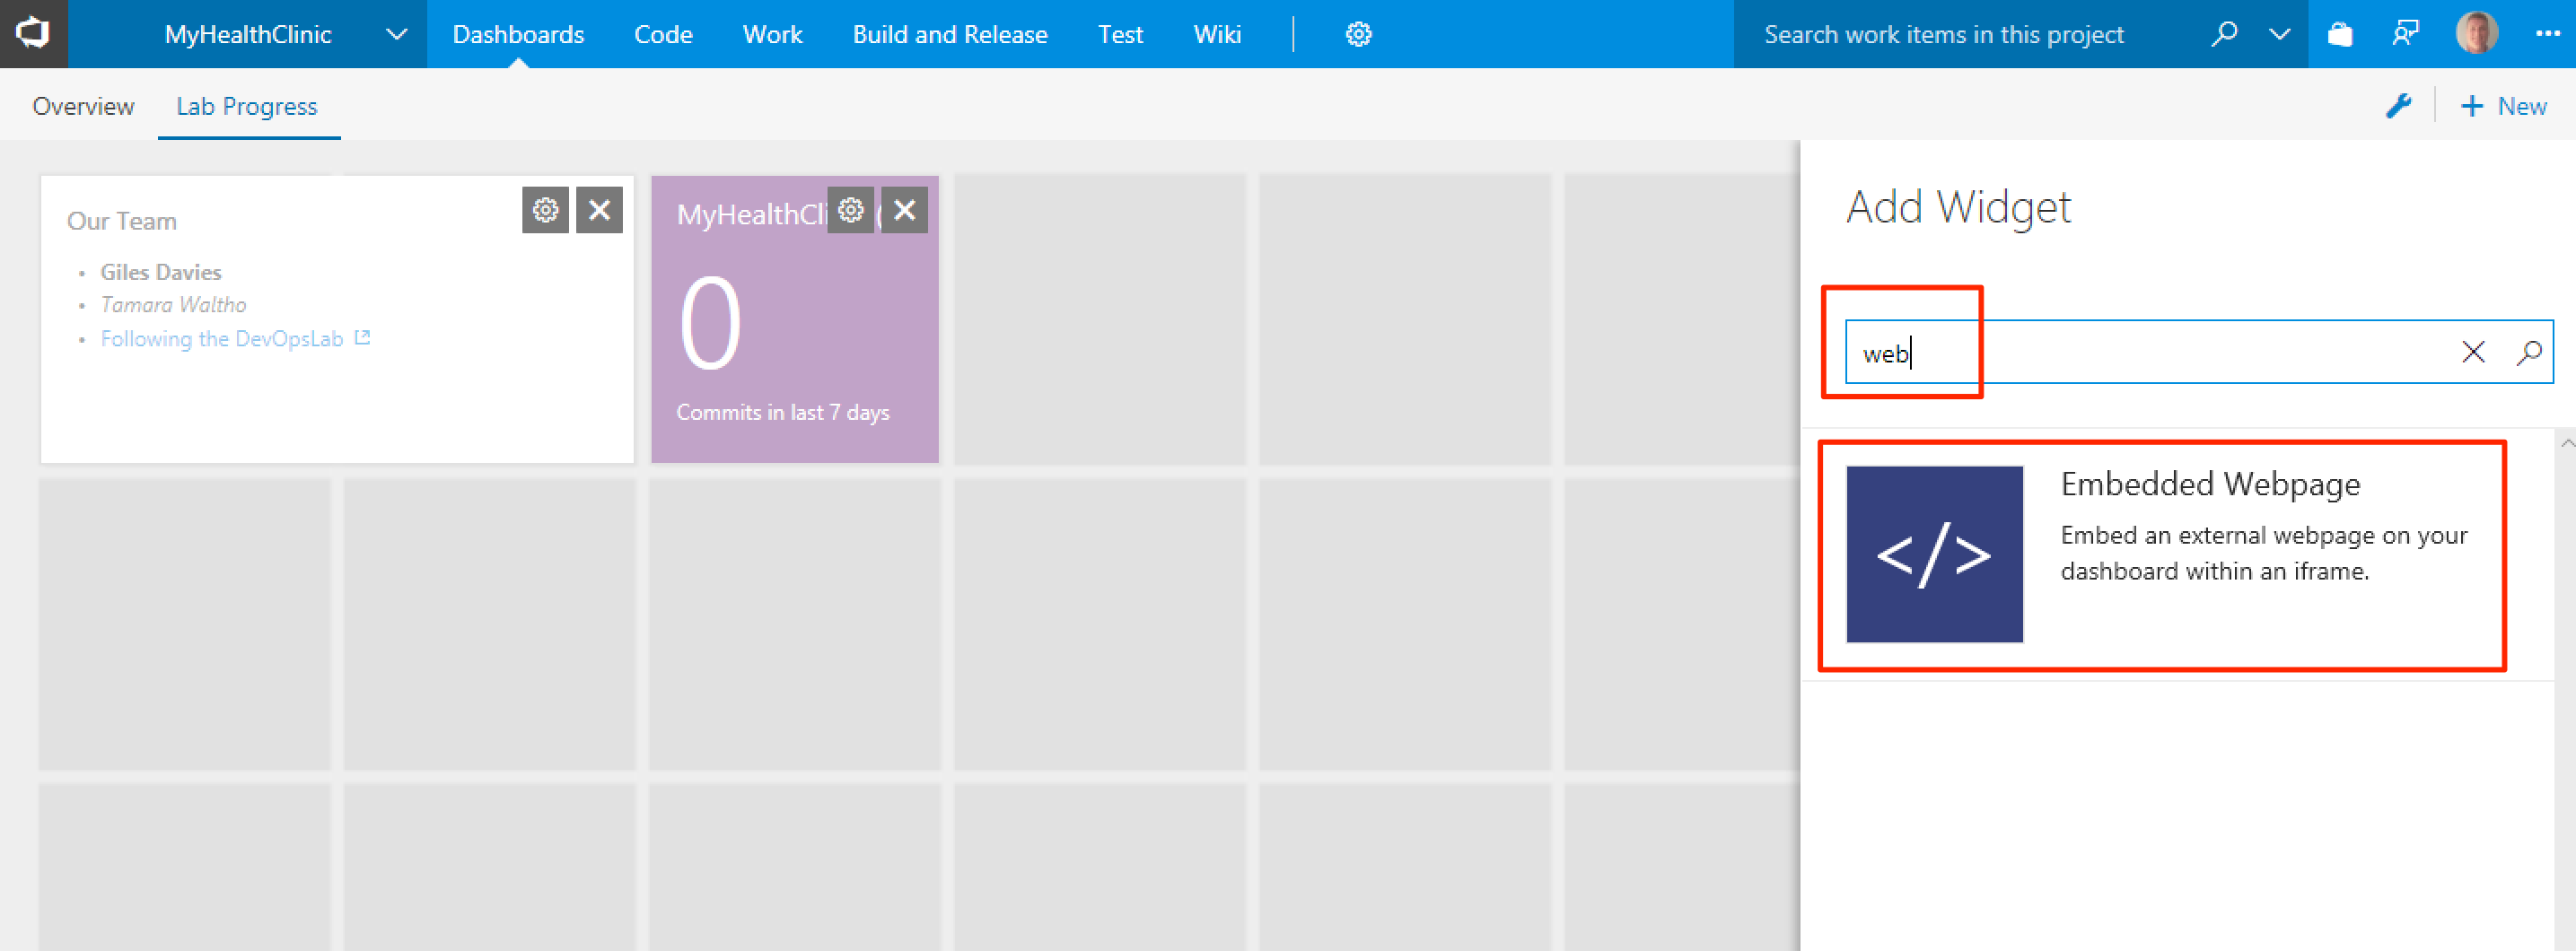 MyHealthClinic
Dashboards
Code
Work
Build and Release
Test
Wiki
Search work items in this project
Overview
Lab Progress
+ New
Our Team
• Giles Davies
• Tamara Waltho
• Following the DevOpsLab
MyHealthCli (
0
Commits in last 7 days
Add Widget
web
</>
Embedded Webpage
Embed an external webpage on your
dashboard within an iframe.